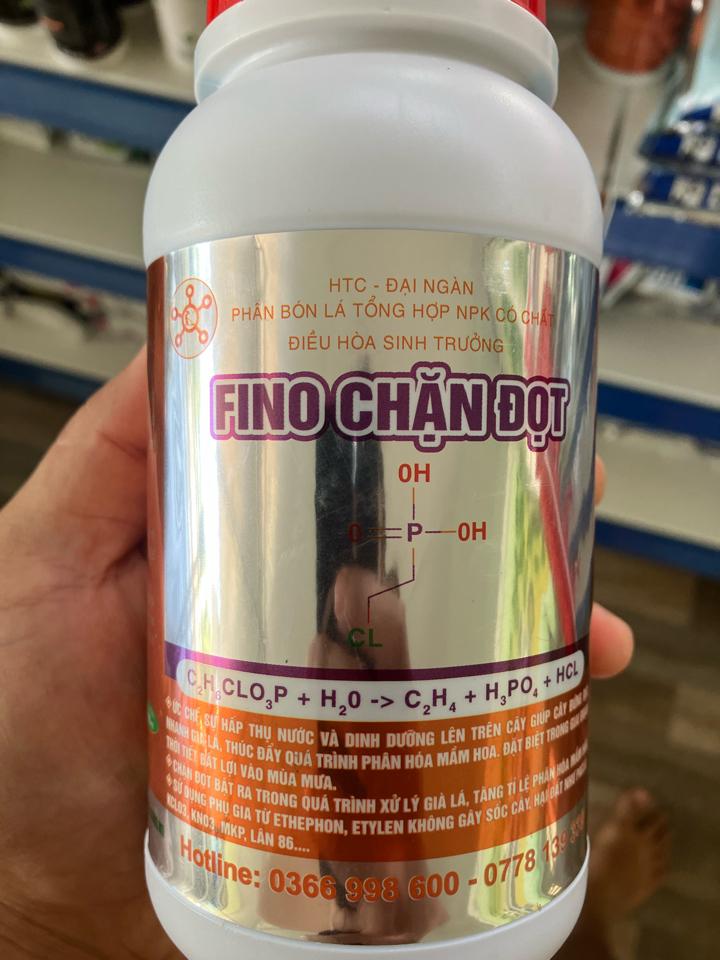 HTC - ĐẠI NGÀN
PHÂN BÓN LÁ TỔNG HỢP NPK CÓ CHẤT
ĐIỀU HÒA SINH TRƯỞNG
FINO CHẶN ĐỌT
OH
O P OH
CL
C2H6CLO3P + H20 -> C2H4 + H3PO4 + HCL
ỨC CHẾ SỰ HẤP THỤ NƯỚC VÀ DINH DƯỠNG LÊN TRÊN CÂY GIÚP CÂY
NHANH GIÀ LÁ, THÚC ĐẨY QUÁ TRÌNH PHÂN HÓA MẦM HOA. ĐẶT BIỆT TRONG GIAI
THỜI TIẾT BẤT LỢI VÀO MÙA MƯA.
CHẶN ĐỌT BẬT RA TRONG QUÁ TRÌNH XỬ LÝ GIÀ LÁ, TĂNG TỈ LỆ PHÂN HÓA MẦM
SỬ DỤNG PHỤ GIA TỪ ETHEPHON, ETYLEN KHÔNG GÂY SỐC CÂY. HẠI ĐẤT NHƯ
KCLO3, KNO3, MKP, LÂN 86....
Hotline: 0366 998 600 - 0778 139